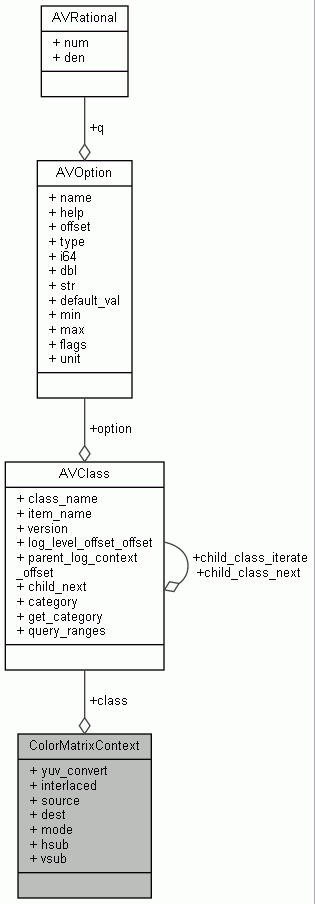 AVRational
+ num
+ den
+q
AVOption
+ name
+ help
+ offset
+ type
+ i64
+ dbl
+ str
+ default_val
+ min
+ max
+ flags
+ unit
+option
AVClass
+ class_name
+ item_name
+ version
+ log_level_offset_offset
+ parent_log_context
_offset
+ child_next
+ category
+ get_category
+ query_ranges
+child_class_iterate
+child_class_next
+class
ColorMatrixContext
+ yuv_convert
+ interlaced
+ source
+ dest
+ mode
+ hsub
+ vsub